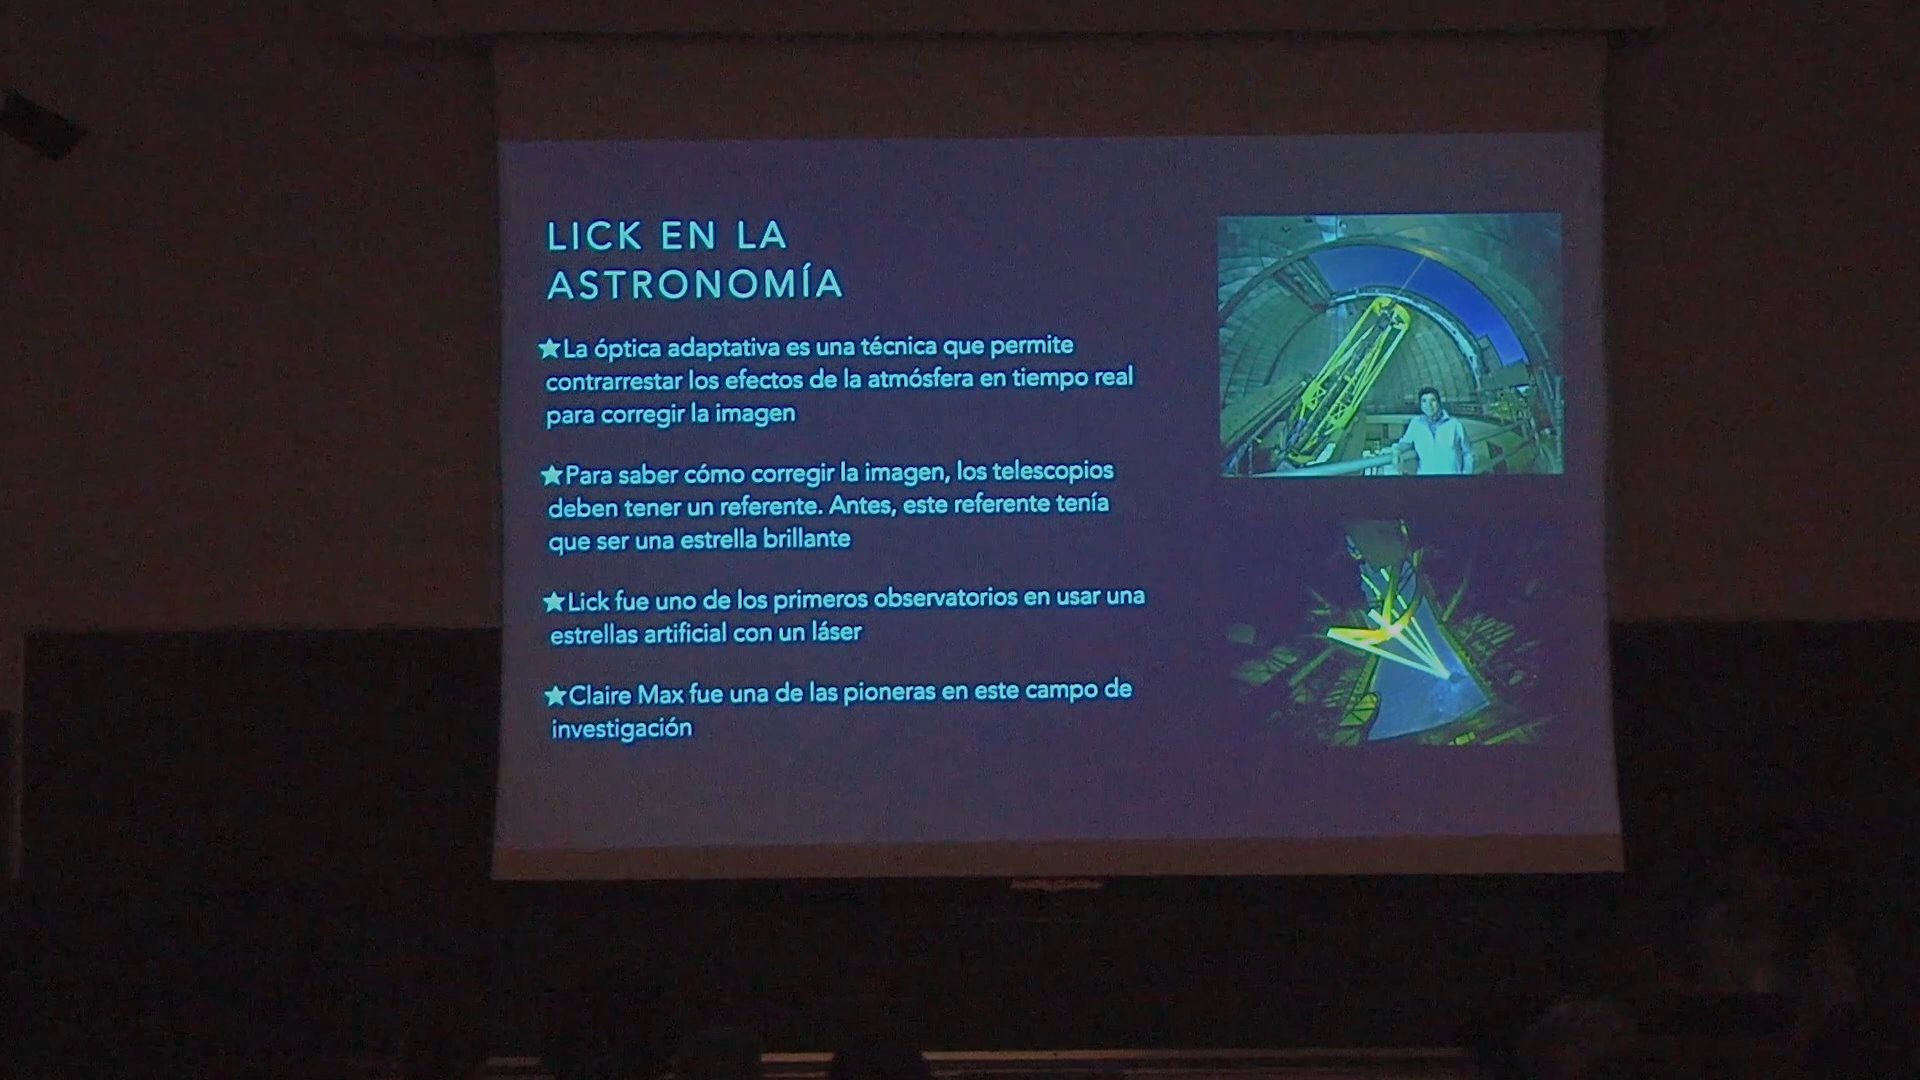 LICK EN LA
ASTRONOMÍA
★La óptica adaptativa es una técnica que permite
contrarrestar los efectos de la atmósfera en tiempo real
para corregir la imagen
★Para saber cómo corregir la imagen, los telescopios
deben tener un referente. Antes, este referente tenía
que ser una estrella brillante
★Lick fue uno de los primeros observatorios en usar una
estrellas artificial con un láser
★Claire Max fue una de las pioneras en este campo de
investigación